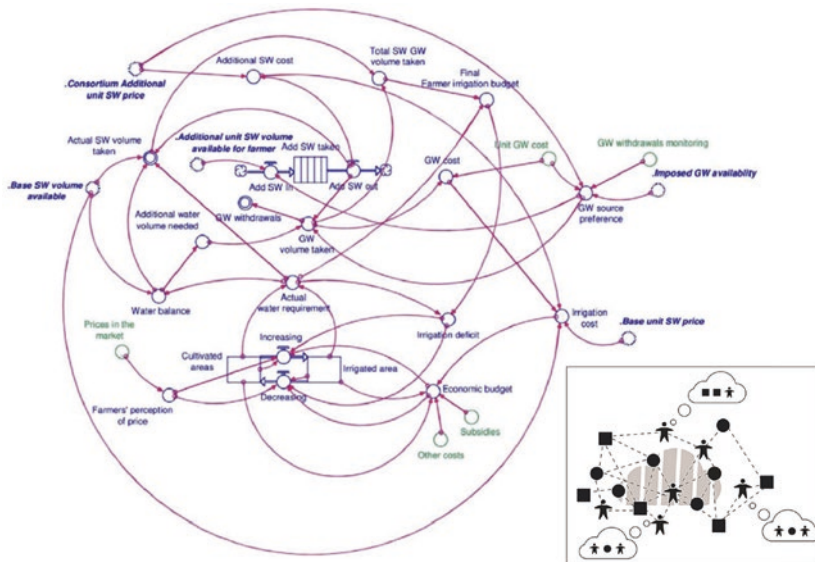 Total SW GW
volume taken
Additional SW cost
Final
Farmer irrigation budget
.Consortium Additional
unit SW price
Actual SW volume
taken
.Additional unit SW volume
available for farmer
Add SW taken
Unit GW cost
GW withdrawals monitoring
GW cost
.Imposed GW availablity
.Base SW volume
available
Add SW in
Add SW out
GW source
preference
GW withdrawals
Additional water
volume needed
GW
volume taken
Water balance
Actual
water requirement
Prices in the
market
Increasing
Irrigation deficit
Irrigation
cost
.Base unit SW price
Cultivated
areas
Irrigated area
Decreasing
Economic budget
Farmers' perception
of price
Subsidies
Other costs